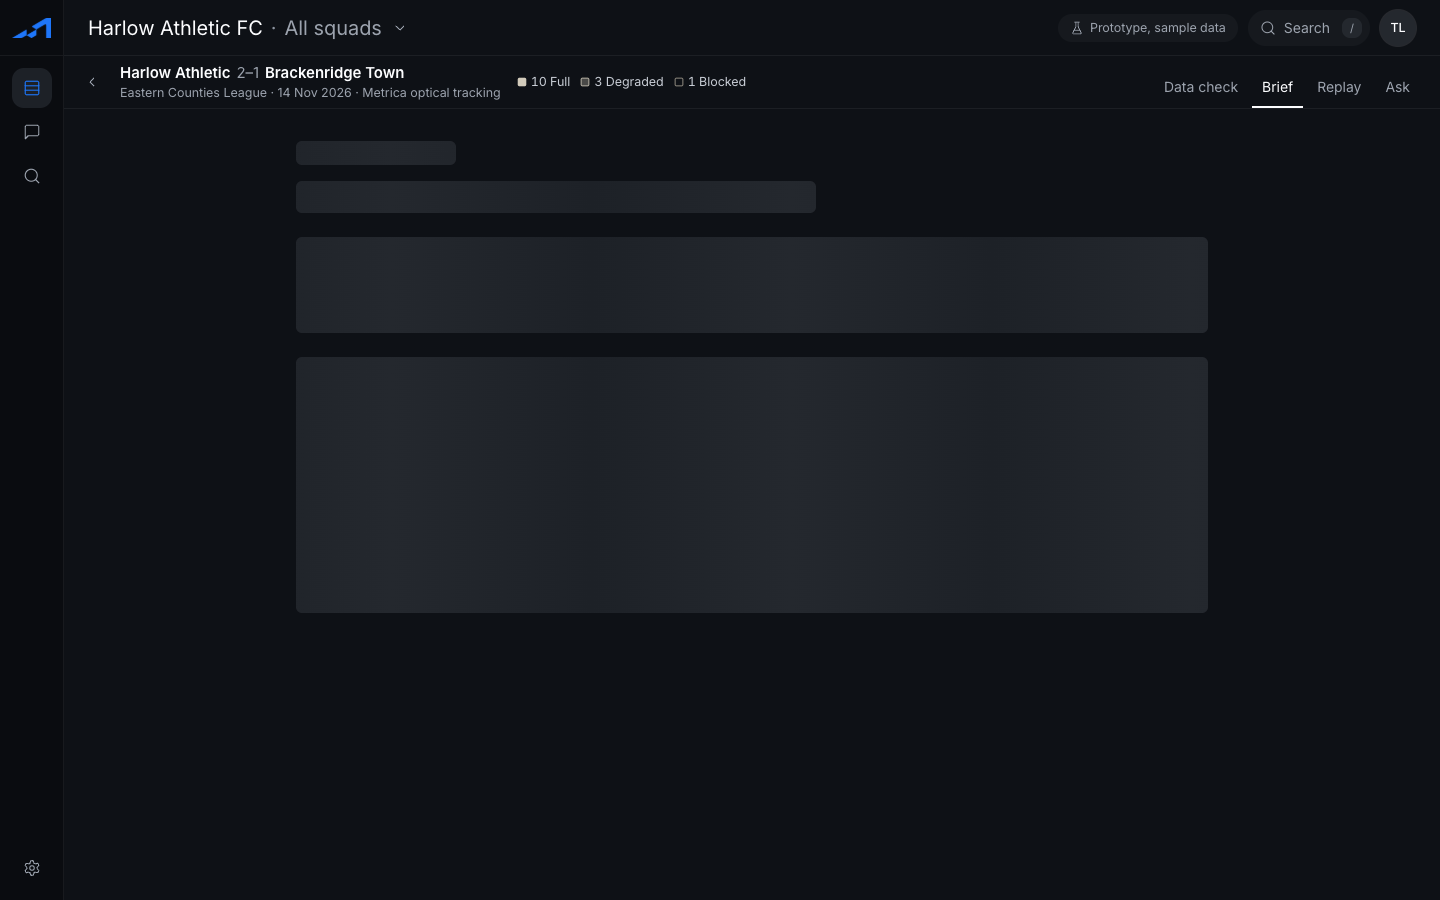 Harlow Athletic FC · All squads
Prototype, sample data
Search /
TL
Harlow Athletic 2–1 Brackenridge Town
Eastern Counties League · 14 Nov 2026 · Metrica optical tracking
10 Full 3 Degraded 1 Blocked
Data check Brief Replay Ask